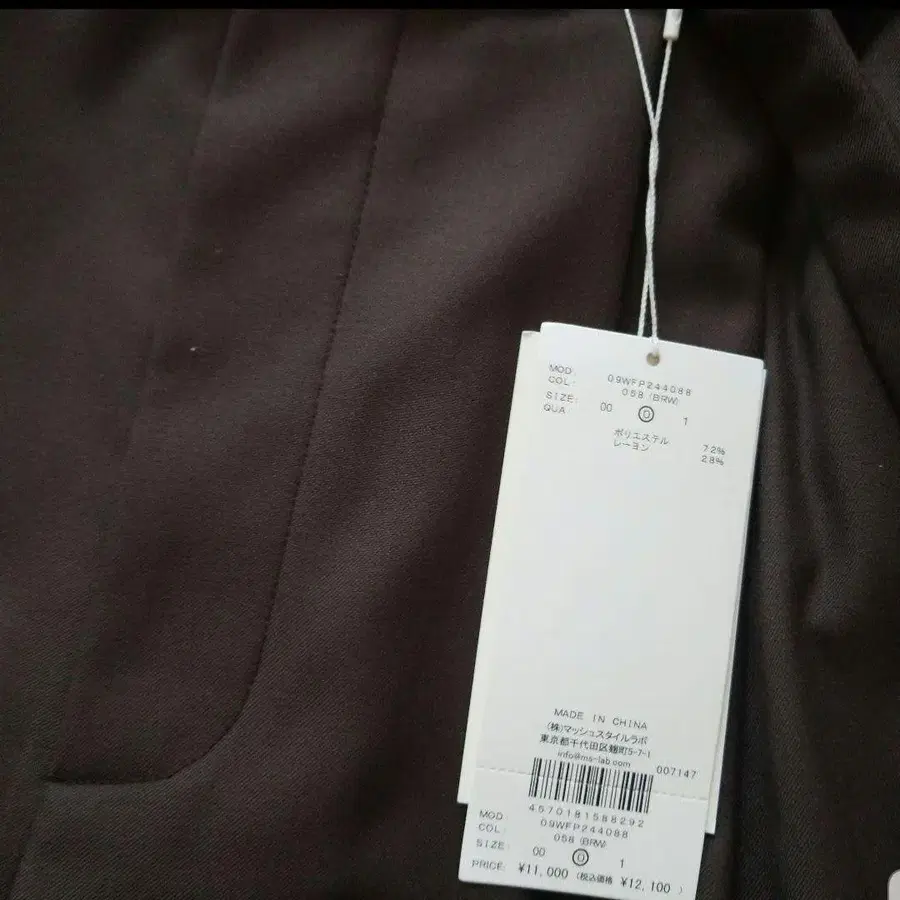 MOD: 09WFP244088
COL: 058 (BRW)
SIZE: 00 0 1
QUA:
ポリエステル 72%
レーヨン 28%
MADE IN CHINA
(株)マッシュスタイルラボ
東京都千代田区麹町5-7-1
info@ms-lab.com
007147
4570181588292
MOD: 09WFP244088
COL: 058 (BRW)
SIZE: 00 0 1
PRICE: ¥11,000 (税込価格 ¥12,100 )